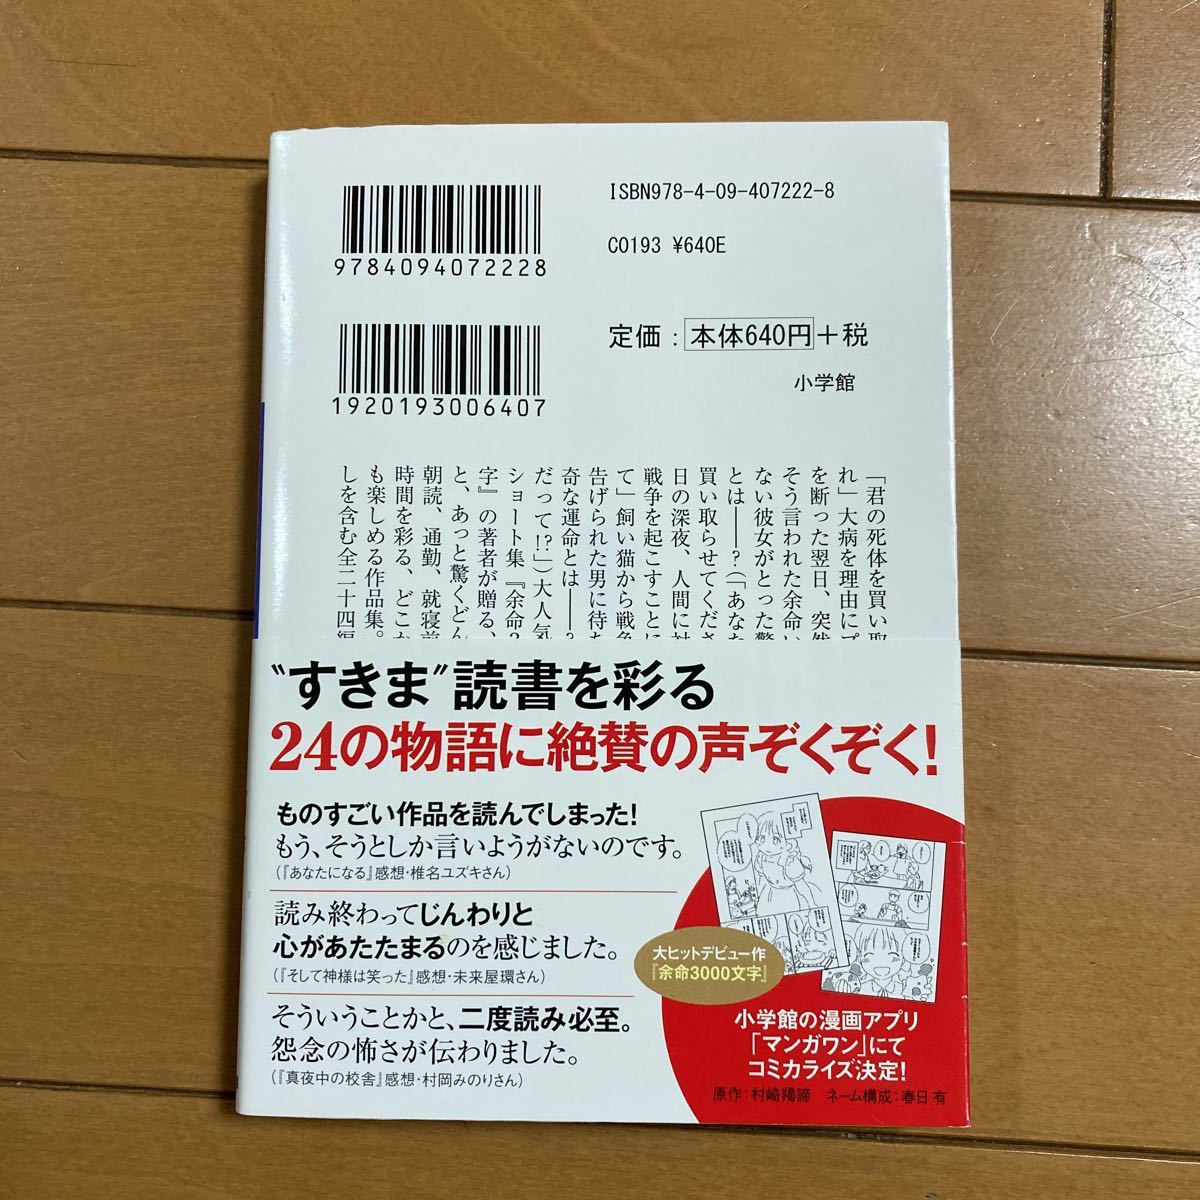 ISBN978-4-09-407222-8
9784094072228
C0193 ¥640E
定価：本体640円＋税
小学館
1920193006407
「君の死体を買い取
れ」大病を理由にプ
を断った翌日、突然
そう言われた余命い
ない彼女がとった驚
とは——？（「あなた
買い取らせてくださ
日の深夜、人間に対
戦争を起こすことに
て」飼い猫から戦争
告げられた男に待ち
奇な運命とは——？
だって!?」）大人気
ショート集『余命3
字』の著者が贈る、
と、あっと驚くどん
朝読、通勤、就寝前
時間を彩る、どこか
も楽しめる作品集。
しを含む全二十四編
“すきま”読書を彩る
24の物語に絶賛の声ぞくぞく！
ものすごい作品を読んでしまった！
もう、そうとしか言いようがないのです。
（『あなたになる』感想・椎名ユズキさん）
読み終わってじんわりと
心があたたまるのを感じました。
（『そして神様は笑った』感想・未来屋環さん）
そういうことかと、二度読み必至。
怨念の怖さが伝わりました。
（『真夜中の校舎』感想・村岡みのりさん）
大ヒットデビュー作
『余命3000文字』
小学館の漫画アプリ
「マンガワン」にて
コミカライズ決定！
原作：村崎羯諦 ネーム構成：春日有